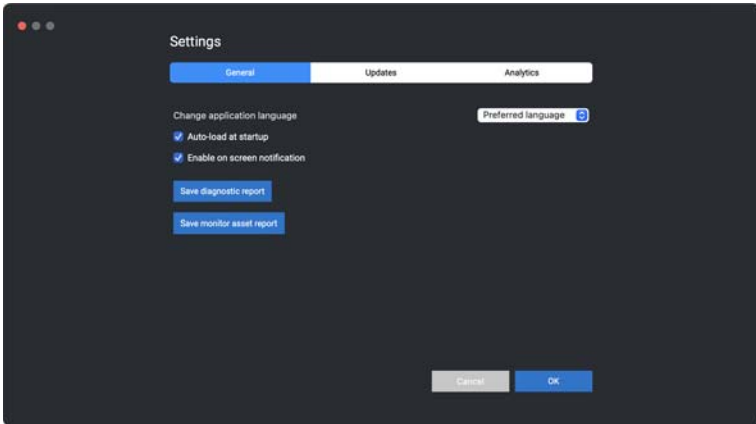 Settings
General Updates Analytics
Change application language Preferred language
Auto-load at startup
Enable on screen notification
Save diagnostic report
Save monitor asset report
Cancel OK